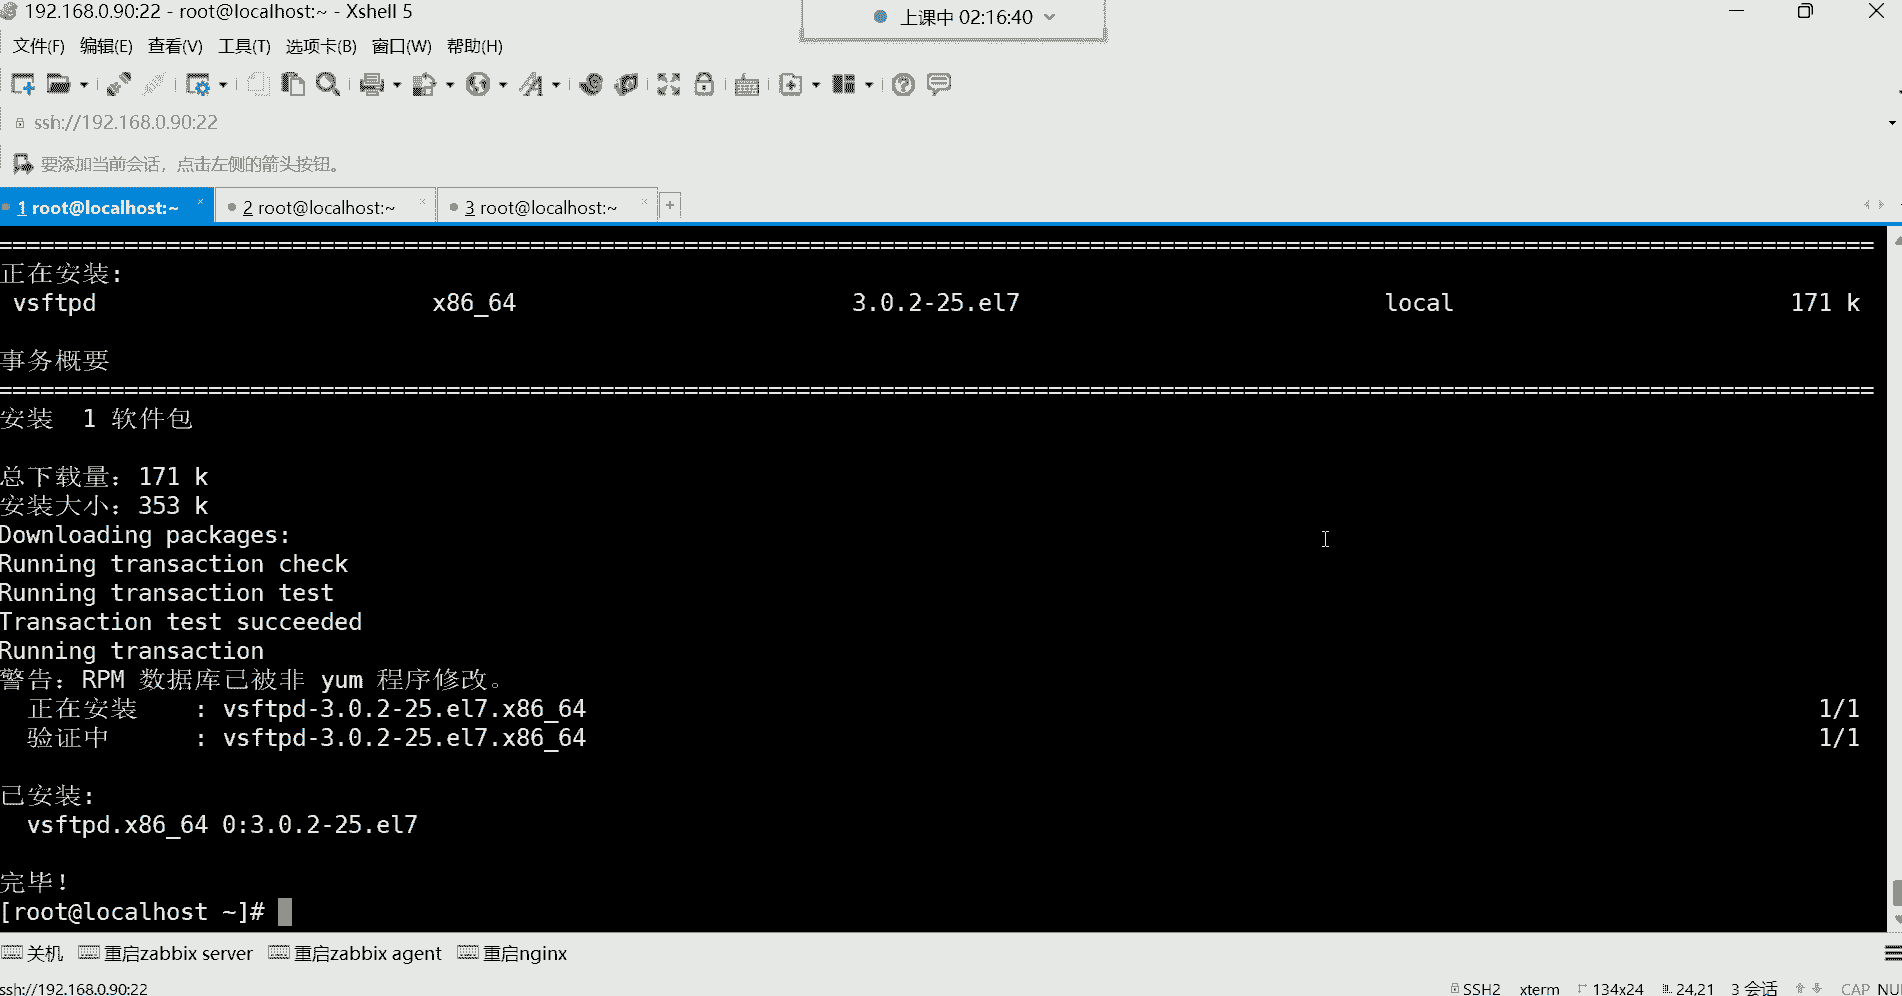 192.168.0.90:22 - root@localhost:~ - Xshell 5
上课中 02:16:40
文件(F) 编辑(E) 查看(V) 工具(T) 选项卡(B) 窗口(W) 帮助(H)
ssh://192.168.0.90:22
要添加当前会话，点击左侧的箭头按钮。
1 root@localhost:~ 2 root@localhost:~ 3 root@localhost:~ +
================================================================================
正在安装:
vsftpd x86_64 3.0.2-25.el7 local 171 k
事务概要
================================================================================
安装 1 软件包
总下载量：171 k
安装大小：353 k
Downloading packages:
Running transaction check
Running transaction test
Transaction test succeeded
Running transaction
警告：RPM 数据库已被非 yum 程序修改。
正在安装 : vsftpd-3.0.2-25.el7.x86_64 1/1
验证中 : vsftpd-3.0.2-25.el7.x86_64 1/1
已安装:
vsftpd.x86_64 0:3.0.2-25.el7
完毕！
[root@localhost ~]#
关机 重启zabbix server 重启zabbix agent 重启nginx
ssh://192.168.0.90:22 SSH2 xterm 134x24 24,21 3 会话 CAP NU